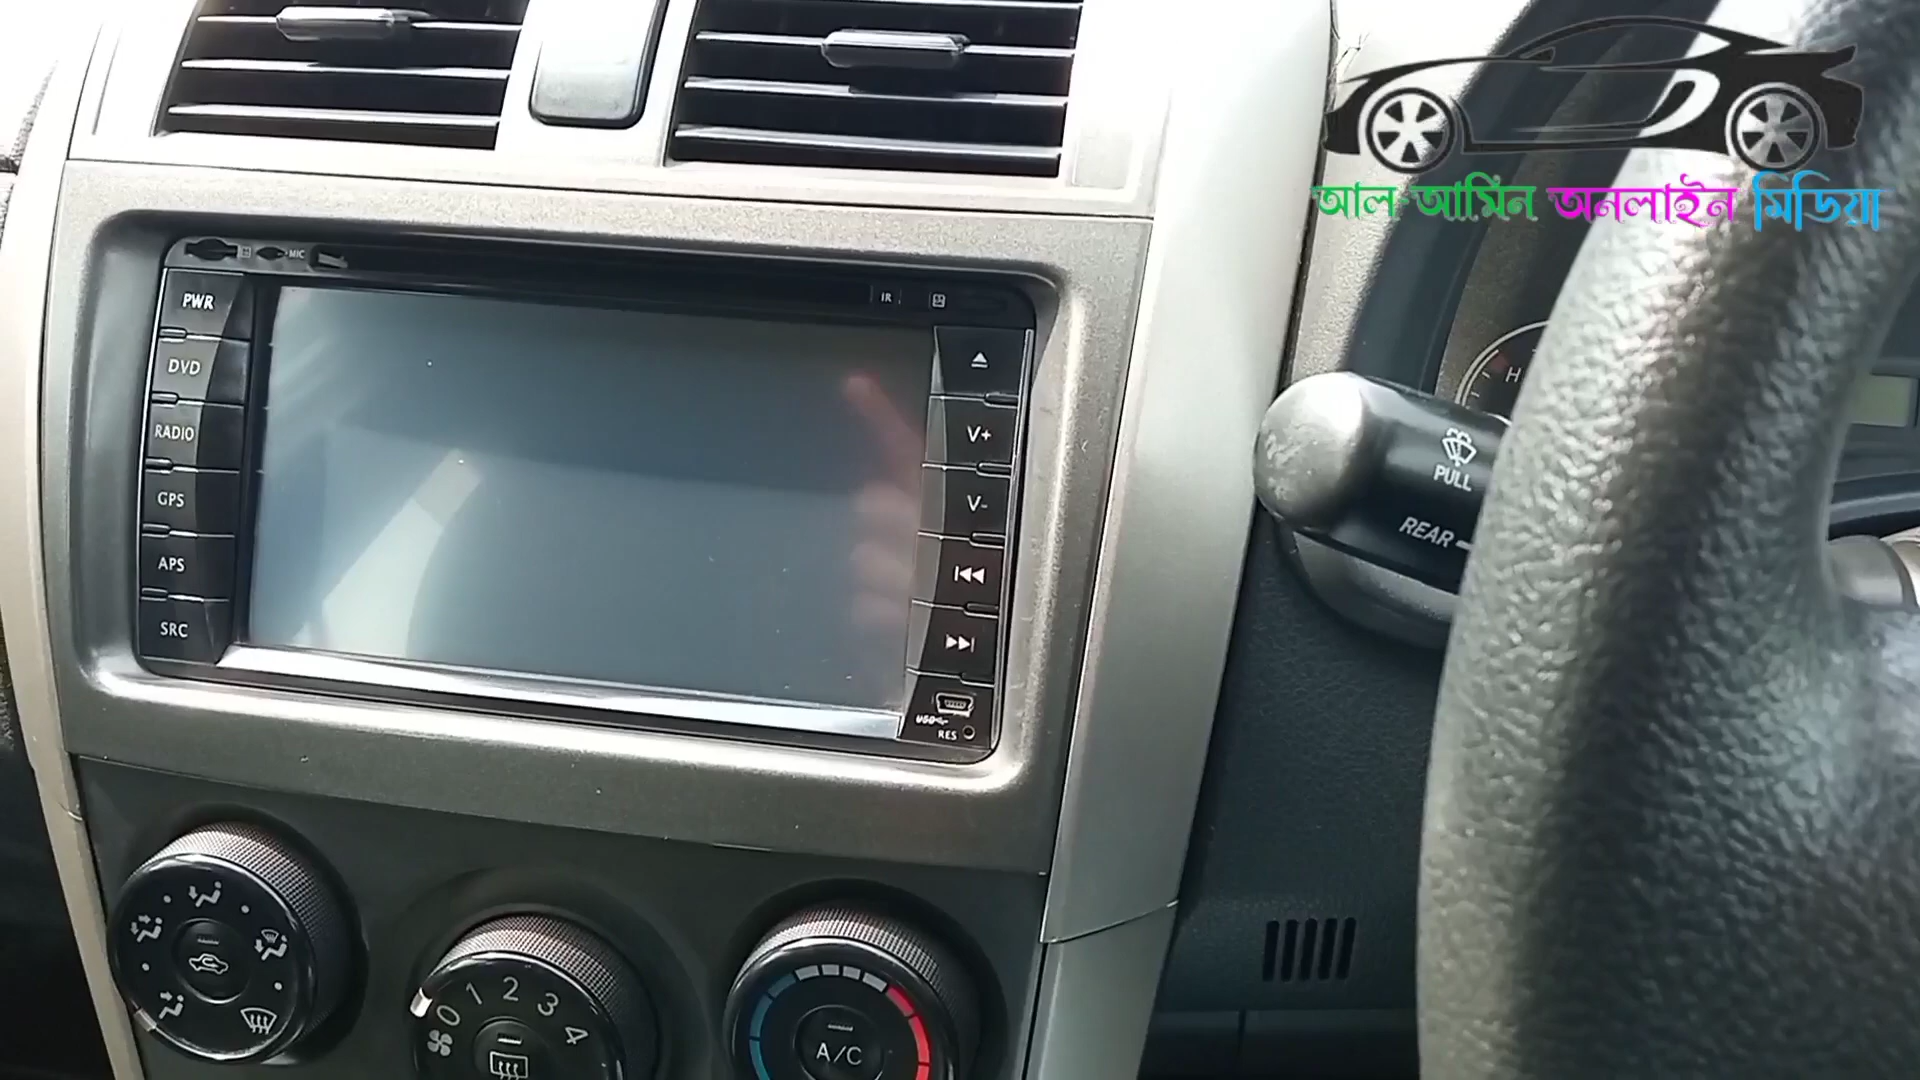 আল-আমিন অনলাইন মিডিয়া
MIC
IR
PWR
DVD
RADIO
GPS
APS
SRC
V+
V-
USB
RES
H
PULL
REAR
0 1 2 3 4
A/C